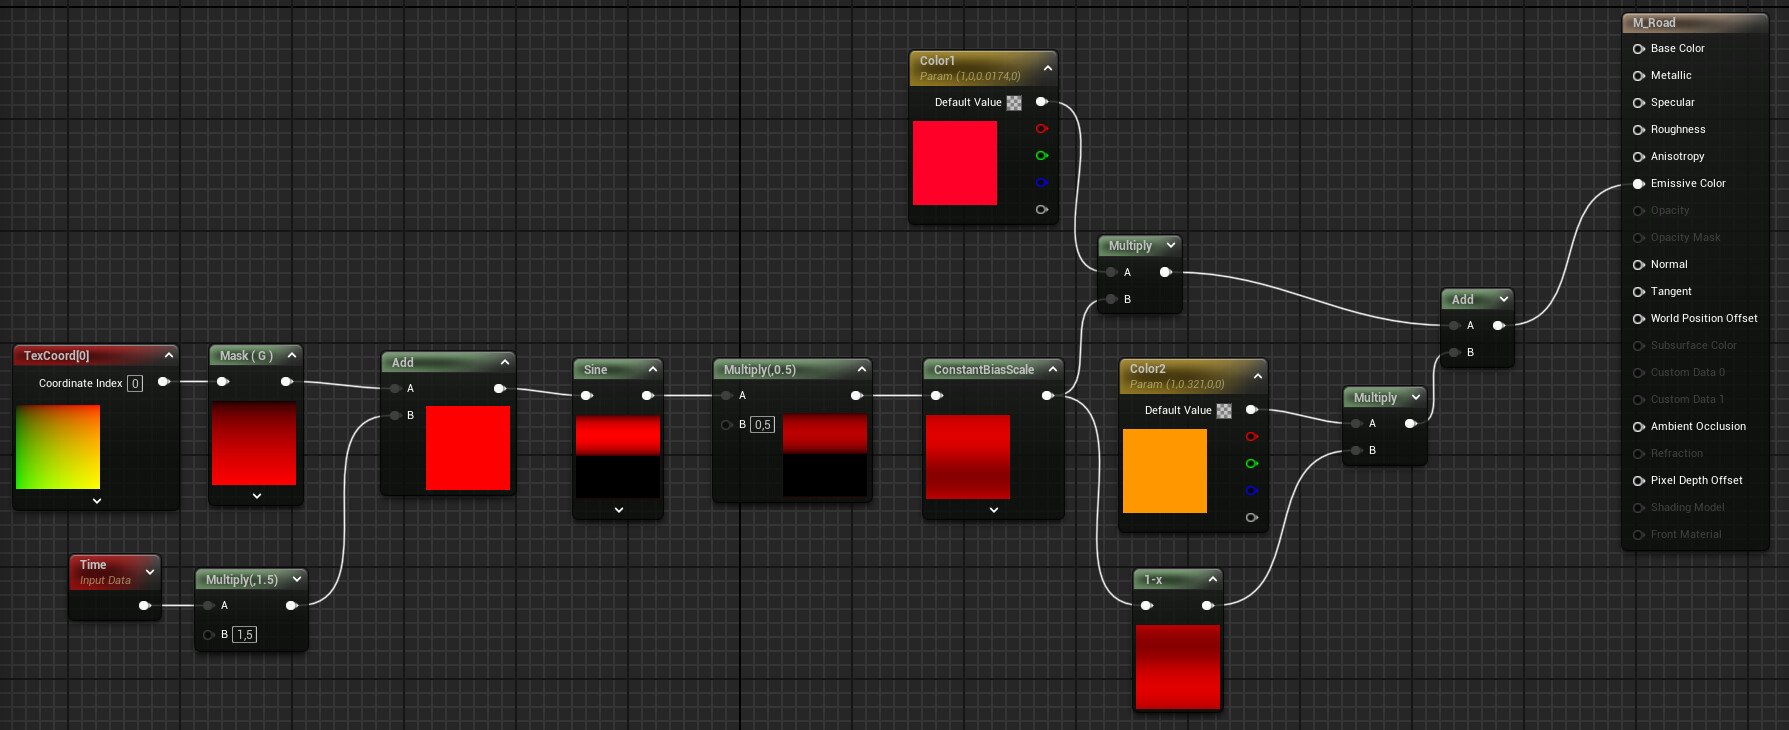 M_Road
Base Color
Metallic
Specular
Roughness
Anisotropy
Emissive Color
Opacity
Opacity Mask
Normal
Tangent
World Position Offset
Subsurface Color
Custom Data 0
Custom Data 1
Ambient Occlusion
Refraction
Pixel Depth Offset
Shading Model
Front Material
Color1
Param (1,0,0.0174,0)
Default Value
Multiply
A
B
Add
A
B
TexCoord[0]
Coordinate Index 0
Mask ( G )
Add
A
B
Sine
Multiply(,0.5)
A
B 0,5
ConstantBiasScale
Color2
Param (1,0.321,0,0)
Default Value
Multiply
A
B
Time
Input Data
Multiply(,1.5)
A
B 1,5
1-x